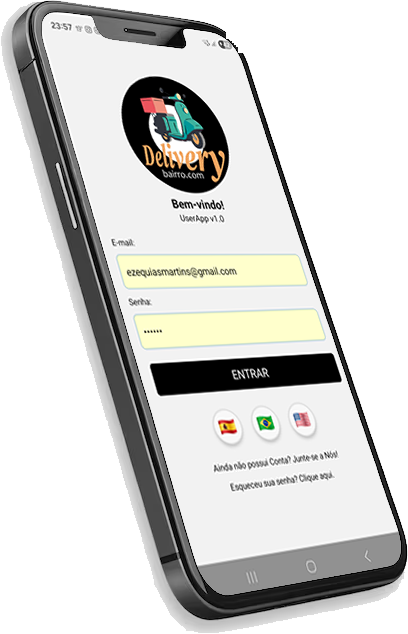 23:57
Delivery
bairro.com
Bem-vindo!
UserApp v1.0
E-mail:
ezequiasmartins@gmail.com
Senha:
••••••
ENTRAR
Ainda não possui Conta? Junte-se a Nós!
Esqueceu sua senha? Clique aqui.